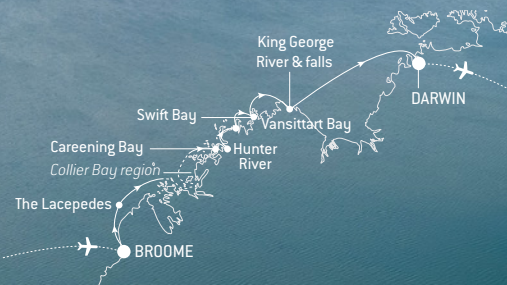 King George
River & falls
DARWIN
Swift Bay
Vansittart Bay
Careening Bay
Hunter
River
Collier Bay region
The Lacepedes
BROOME